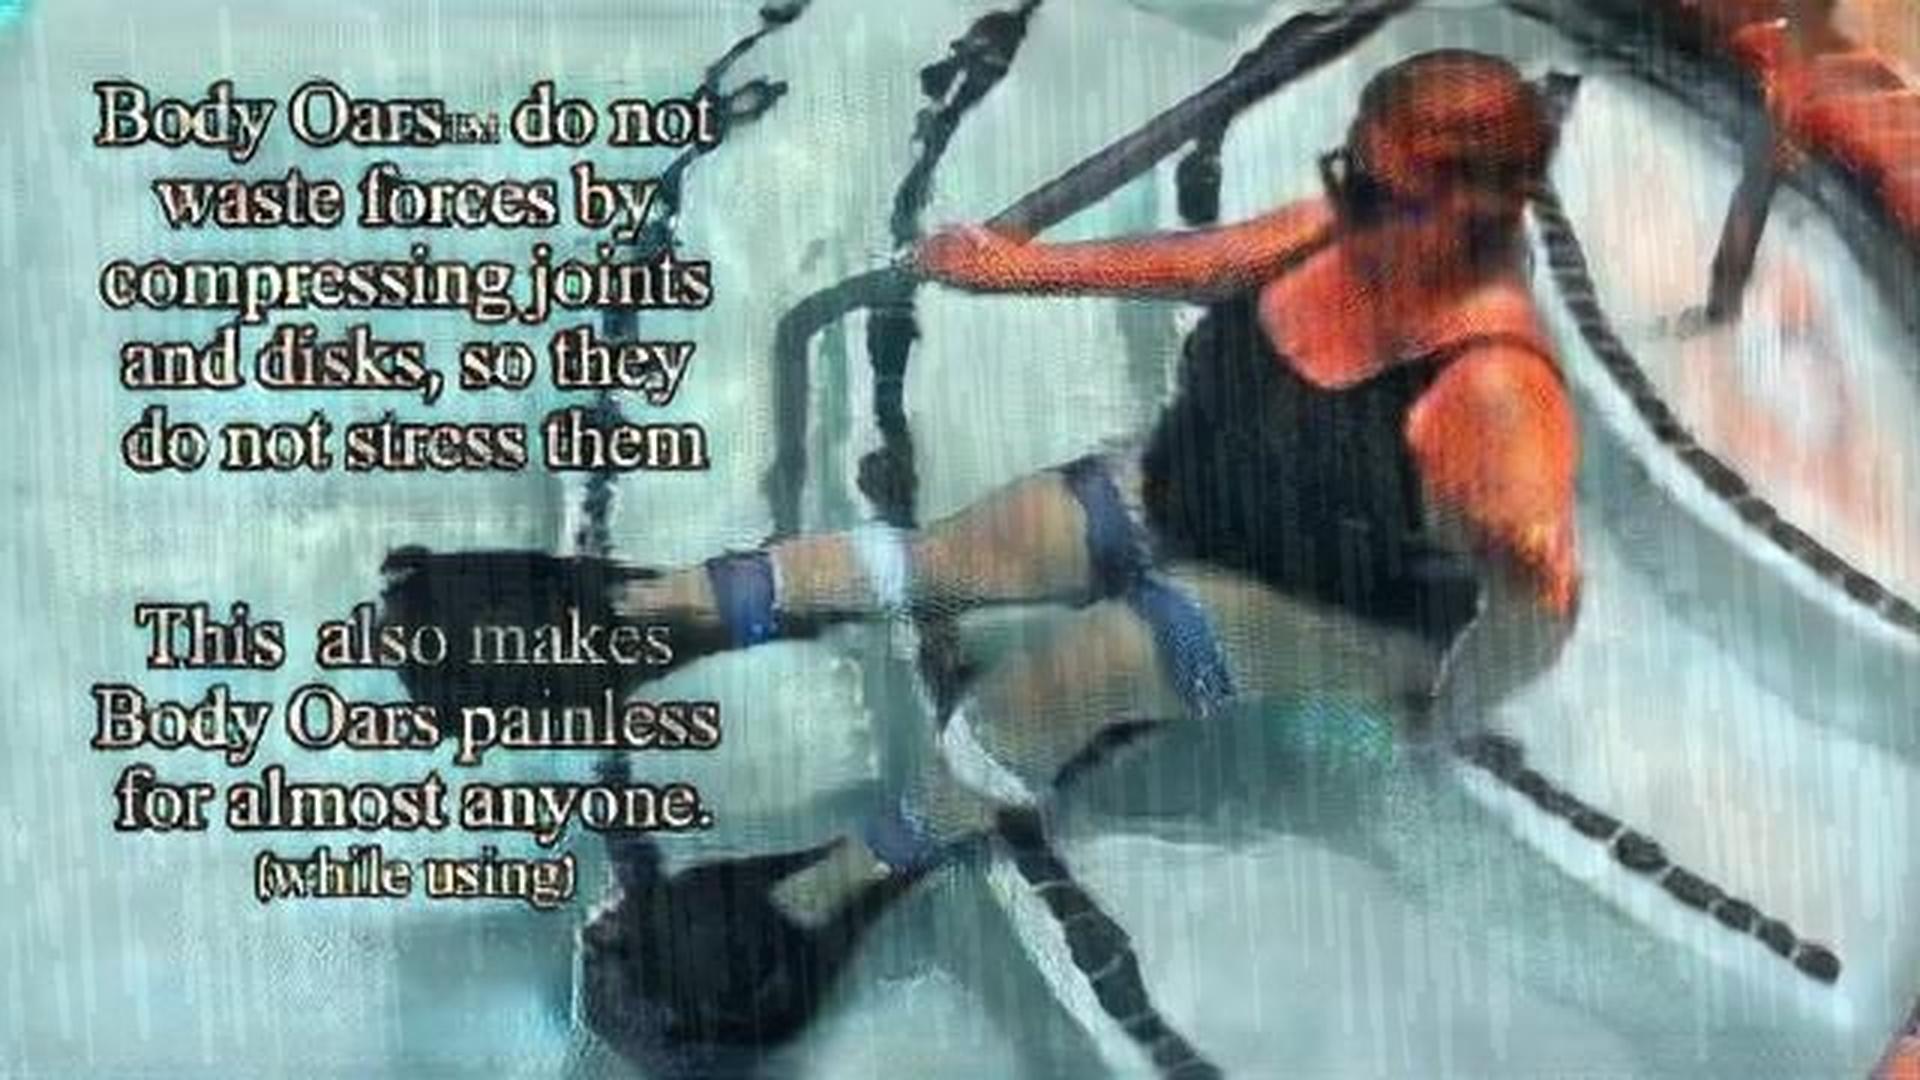 Body Oars™ do not
waste forces by
compressing joints
and disks, so they
do not stress them
This also makes
Body Oars painless
for almost anyone.
(while using)